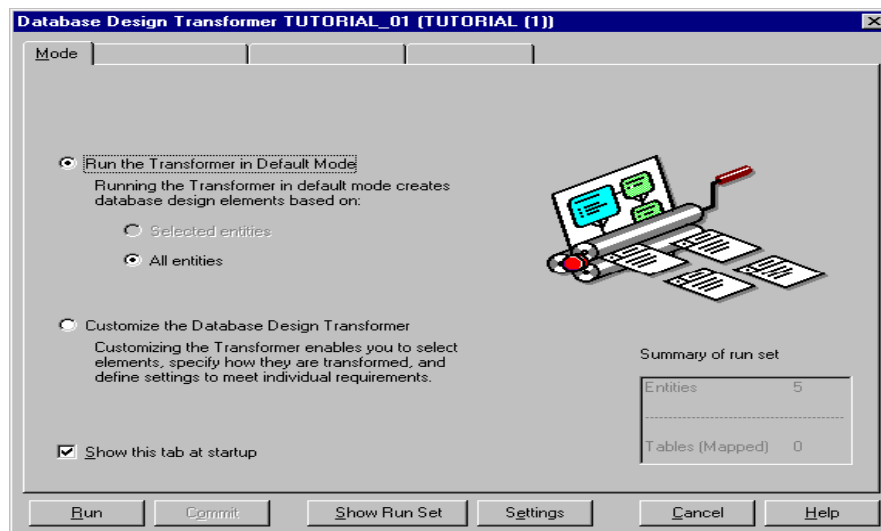 Database Design Transformer TUTORIAL_01 (TUTORIAL (1))
Mode
Run the Transformer in Default Mode
Running the Transformer in default mode creates
database design elements based on:
Selected entities
All entities
Customize the Database Design Transformer
Customizing the Transformer enables you to select
elements, specify how they are transformed, and
define settings to meet individual requirements.
Summary of run set
Entities 5
Tables (Mapped) 0
Show this tab at startup
Run Commit Show Run Set Settings Cancel Help